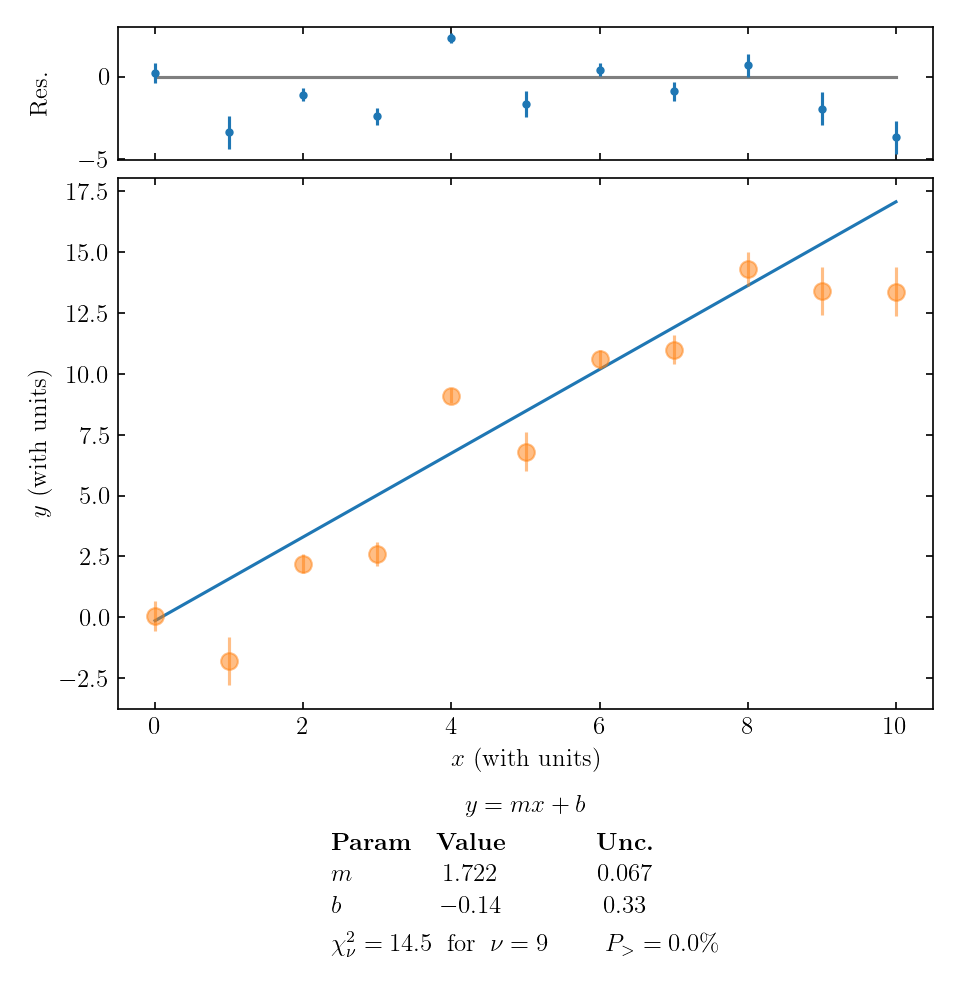 Res.
0
−5
y (with units)
17.5
15.0
12.5
10.0
7.5
5.0
2.5
0.0
−2.5
0 2 4 6 8 10
x (with units)
y = mx + b
Param Value Unc.
m 1.722 0.067
b −0.14 0.33
χ²ᵥ = 14.5 for ν = 9 P> = 0.0%